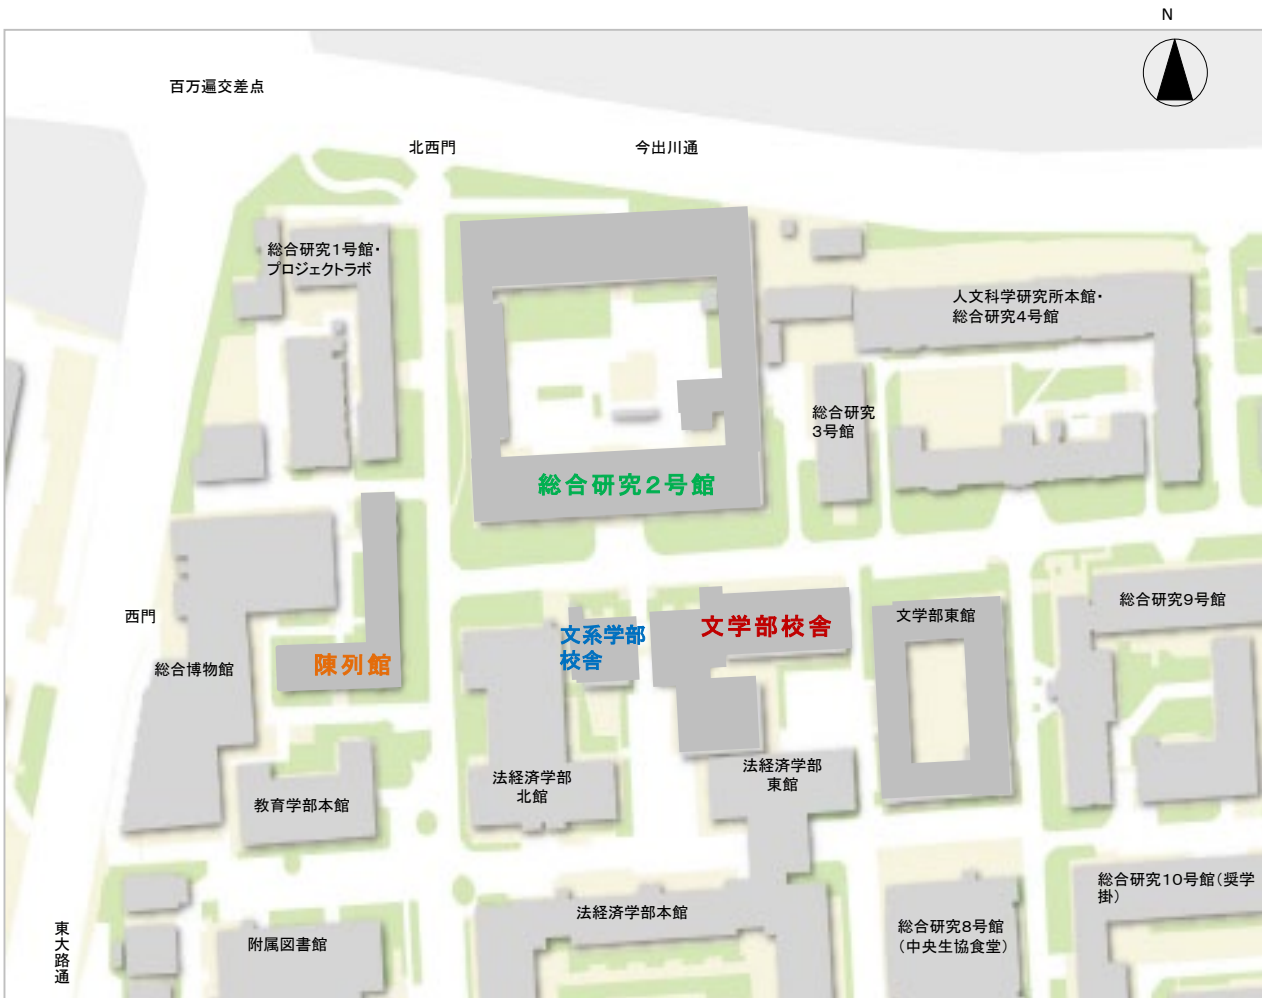 N
百万遍交差点
北西門
今出川通
総合研究1号館・
プロジェクトラボ
人文科学研究所本館・
総合研究4号館
総合研究
3号館
総合研究2号館
総合研究9号館
西門
文学部東館
文系学部
校舎
文学部校舎
総合博物館
陳列館
法経済学部
北館
法経済学部
東館
教育学部本館
総合研究10号館(奨学
掛)
法経済学部本館
総合研究8号館
(中央生協食堂)
東大路通
附属図書館